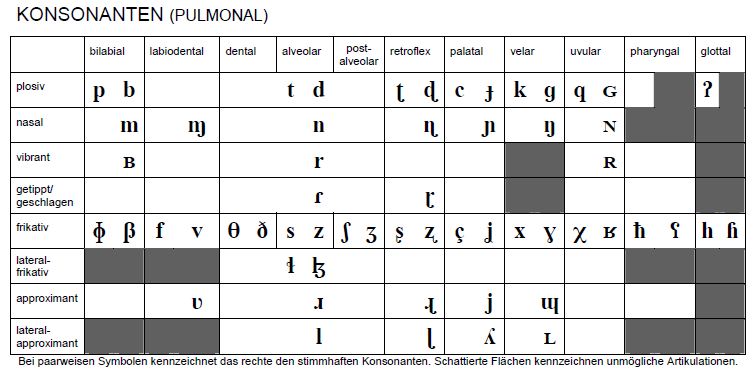 KONSONANTEN (PULMONAL)
bilabial labiodental dental alveolar post-alveolar retroflex palatal velar uvular pharyngal glottal
plosiv p b t d ʈ ɖ c ɟ k ɡ q ɢ ʔ
nasal m ɱ n ɳ ɲ ŋ ɴ
vibrant ʙ r ʀ
getippt/geschlagen ɾ ɽ
frikativ ɸ β f v θ ð s z ʃ ʒ ʂ ʐ ç ʝ x ɣ χ ʁ ħ ʕ h ɦ
lateral-frikativ ɬ ɮ
approximant ʋ ɹ ɻ j ɰ
lateral-approximant l ɭ ʎ ʟ
Bei paarweisen Symbolen kennzeichnet das rechte den stimmhaften Konsonanten. Schattierte Flächen kennzeichnen unmögliche Artikulationen.